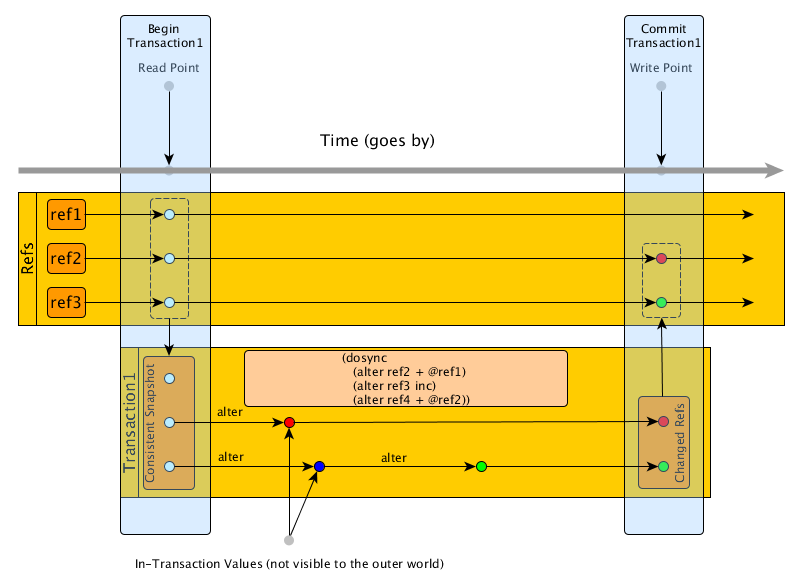 Begin
Transaction1
Read Point
Commit
Transaction1
Write Point
Time (goes by)
Refs
ref1
ref2
ref3
Transaction1
Consistent Snapshot
(dosync
(alter ref2 + @ref1)
(alter ref3 inc)
(alter ref4 + @ref2))
alter
alter
alter
Changed Refs
In-Transaction Values (not visible to the outer world)